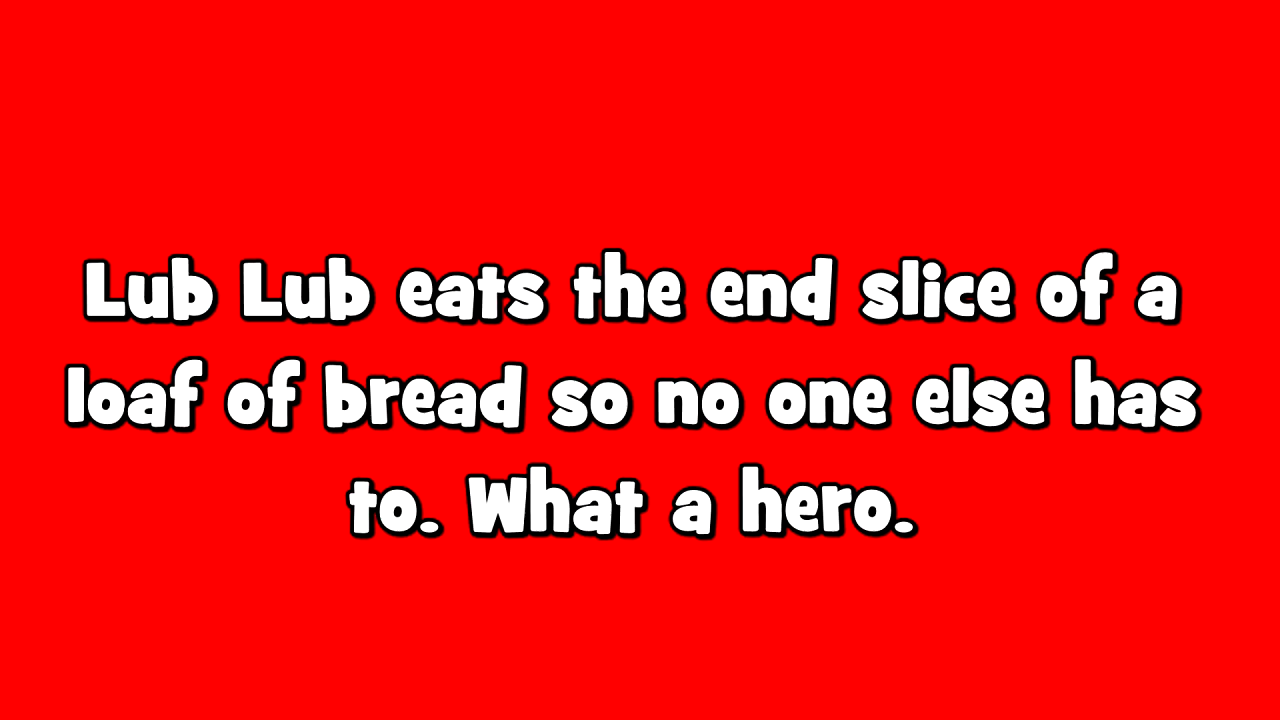 Lub Lub eats the end slice of a
loaf of bread so no one else has
to. What a hero.